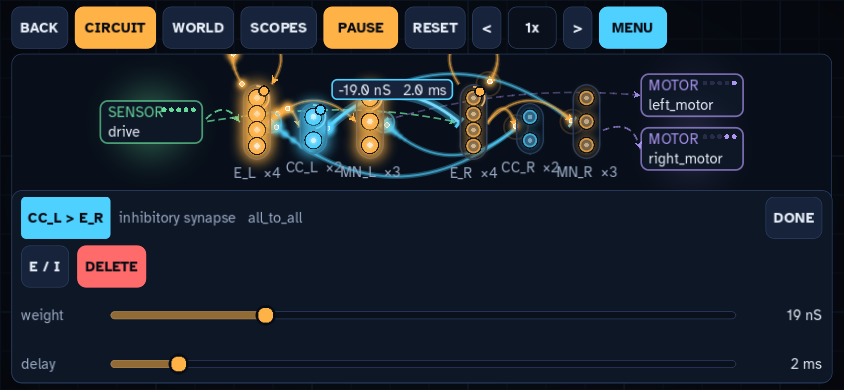 BACK CIRCUIT WORLD SCOPES PAUSE RESET < 1x > MENU
-19.0 nS 2.0 ms
SENSOR
drive
MOTOR
left_motor
MOTOR
right_motor
E_L ×4 CC_L ×2 MN_L ×3 E_R ×4 CC_R ×2 MN_R ×3
CC_L > E_R inhibitory synapse all_to_all DONE
E / I DELETE
weight 19 nS
delay 2 ms